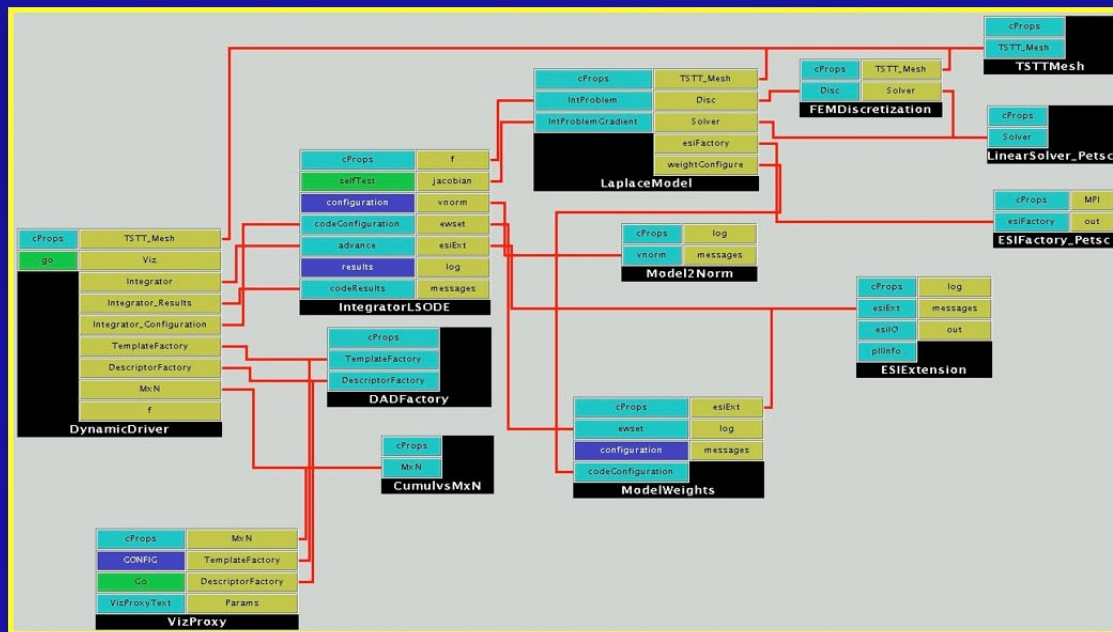 cProps
TSTT_Mesh
TSTTMesh
cProps TSTT_Mesh
Disc Solver
FEMDiscretization
cProps TSTT_Mesh
IntProblem Disc
IntProblemGradient Solver
esiFactory
weightConfigure
LaplaceModel
cProps
Solver
LinearSolver_Petsc
cProps MPI
esiFactory out
ESIFactory_Petsc
cProps f
selfTest jacobian
configuration vnorm
codeConfiguration ewset
advance esiExt
results log
codeResults messages
IntegratorLSODE
cProps log
vnorm messages
Model2Norm
cProps TSTT_Mesh
go Viz
Integrator
Integrator_Results
Integrator_Configuration
TemplateFactory
DescriptorFactory
MxN
f
DynamicDriver
cProps
TemplateFactory
DescriptorFactory
DADFactory
cProps log
esiExt messages
esiIO out
pllInfo
ESIExtension
cProps esiExt
ewset log
configuration messages
codeConfiguration
ModelWeights
cProps
MxN
CumulvsMxN
cProps MxN
CONFIG TemplateFactory
Go DescriptorFactory
VizProxyText Params
VizProxy